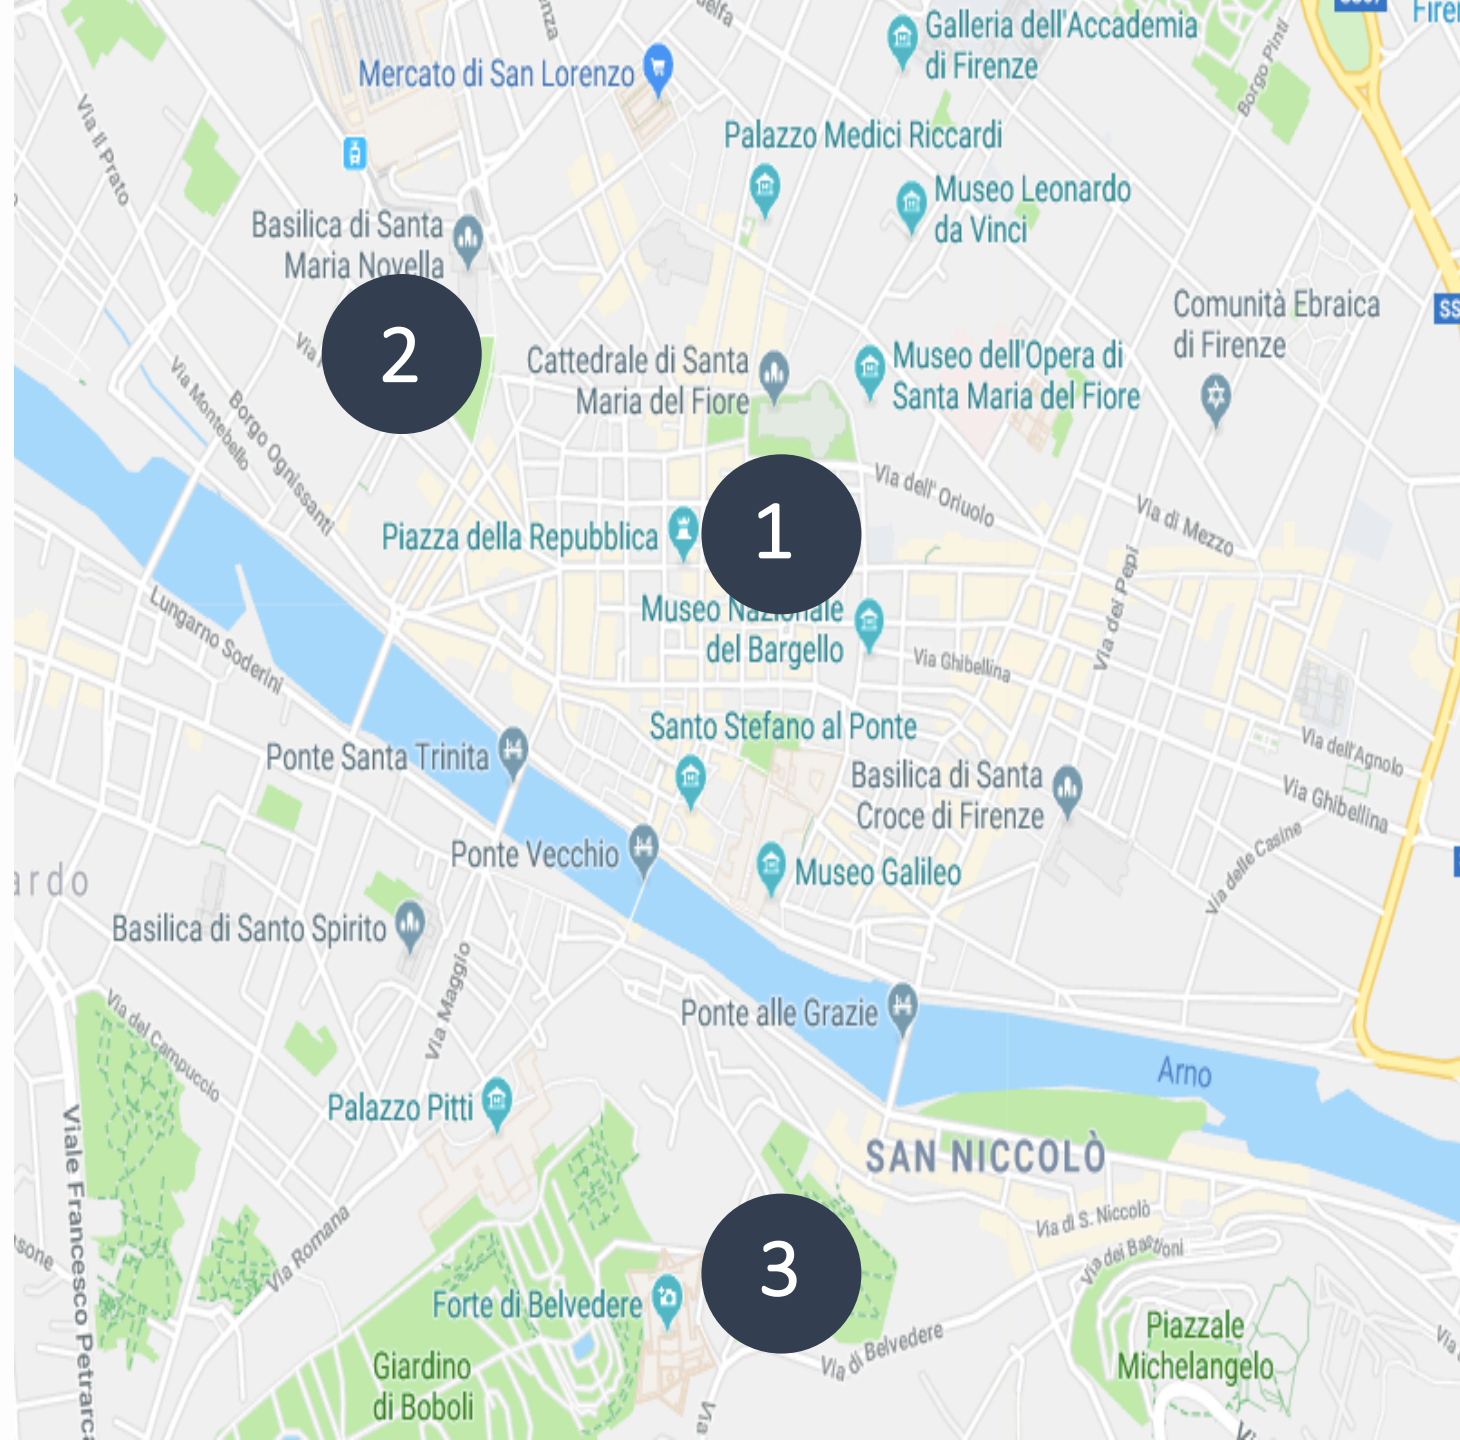 Galleria dell'Accademia
di Firenze
Borgo Pinti
Mercato di San Lorenzo
Via Il Prato
Palazzo Medici Riccardi
Museo Leonardo
da Vinci
Basilica di Santa
Maria Novella
SS
Comunità Ebraica
di Firenze
2
Via
Cattedrale di Santa
Maria del Fiore
Museo dell'Opera di
Santa Maria del Fiore
Via Montebello
Borgo Ognissanti
Via dell' Oriuolo
Via di Mezzo
1
Piazza della Repubblica
Museo Nazionale
del Bargello
Via dei Pepi
Via Ghibellina
Lungarno Soderini
Santo Stefano al Ponte
Ponte Santa Trinita
Via dell'Agnolo
Basilica di Santa
Croce di Firenze
Via Ghibellina
Ponte Vecchio
Museo Galileo
Via delle Casine
ardo
Basilica di Santo Spirito
Via Maggio
Ponte alle Grazie
Via del Campuccio
Arno
Palazzo Pitti
SAN NICCOLÒ
Viale Francesco Petrarca
Via di S. Niccolò
Via Romana
Via dei Bastioni
sone
3
Forte di Belvedere
Piazzale
Michelangelo
Via di Belvedere
Giardino
di Boboli
Via
Via